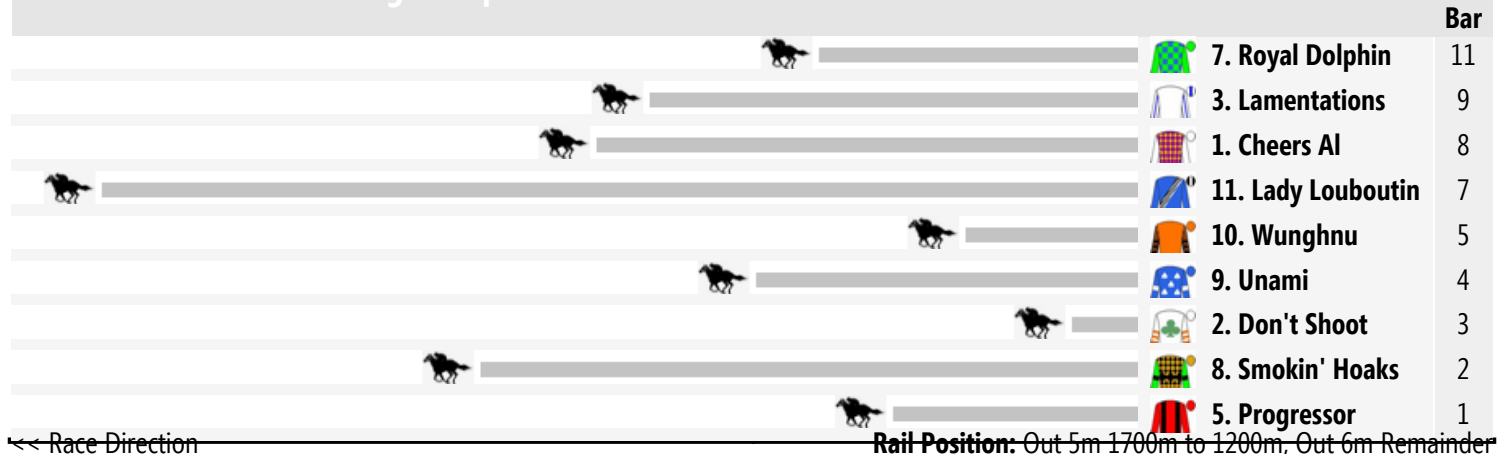 Bar
7. Royal Dolphin 11
3. Lamentations 9
1. Cheers Al 8
11. Lady Louboutin 7
10. Wunghnu 5
9. Unami 4
2. Don't Shoot 3
8. Smokin' Hoaks 2
5. Progressor 1
<< Race Direction Rail Position: Out 5m 1700m to 1200m, Out 6m Remainder